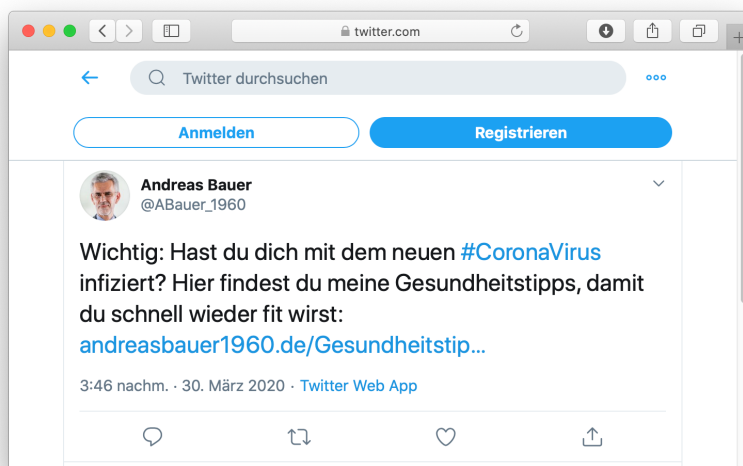 twitter.com
Twitter durchsuchen
Anmelden
Registrieren
Andreas Bauer
@ABauer_1960
Wichtig: Hast du dich mit dem neuen #CoronaVirus
infiziert? Hier findest du meine Gesundheitstipps, damit
du schnell wieder fit wirst:
andreasbauer1960.de/Gesundheitstip...
3:46 nachm. · 30. März 2020 · Twitter Web App